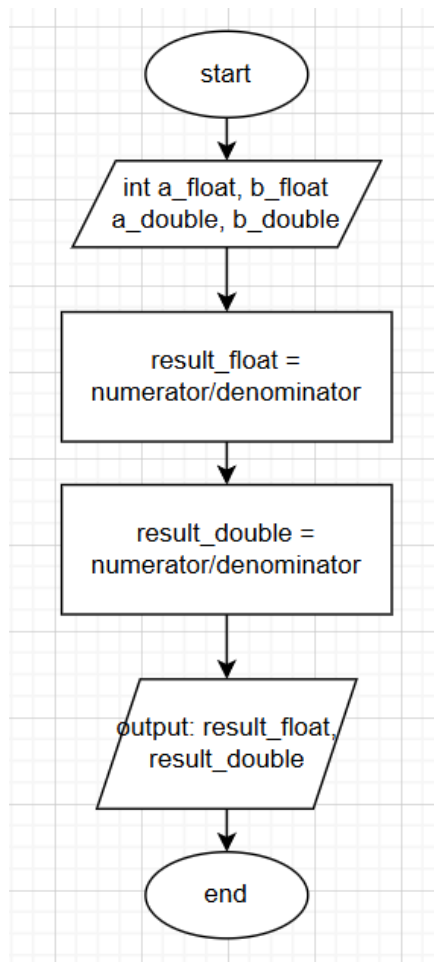 start
int a_float, b_float
a_double, b_double
result_float =
numerator/denominator
result_double =
numerator/denominator
output: result_float,
result_double
end